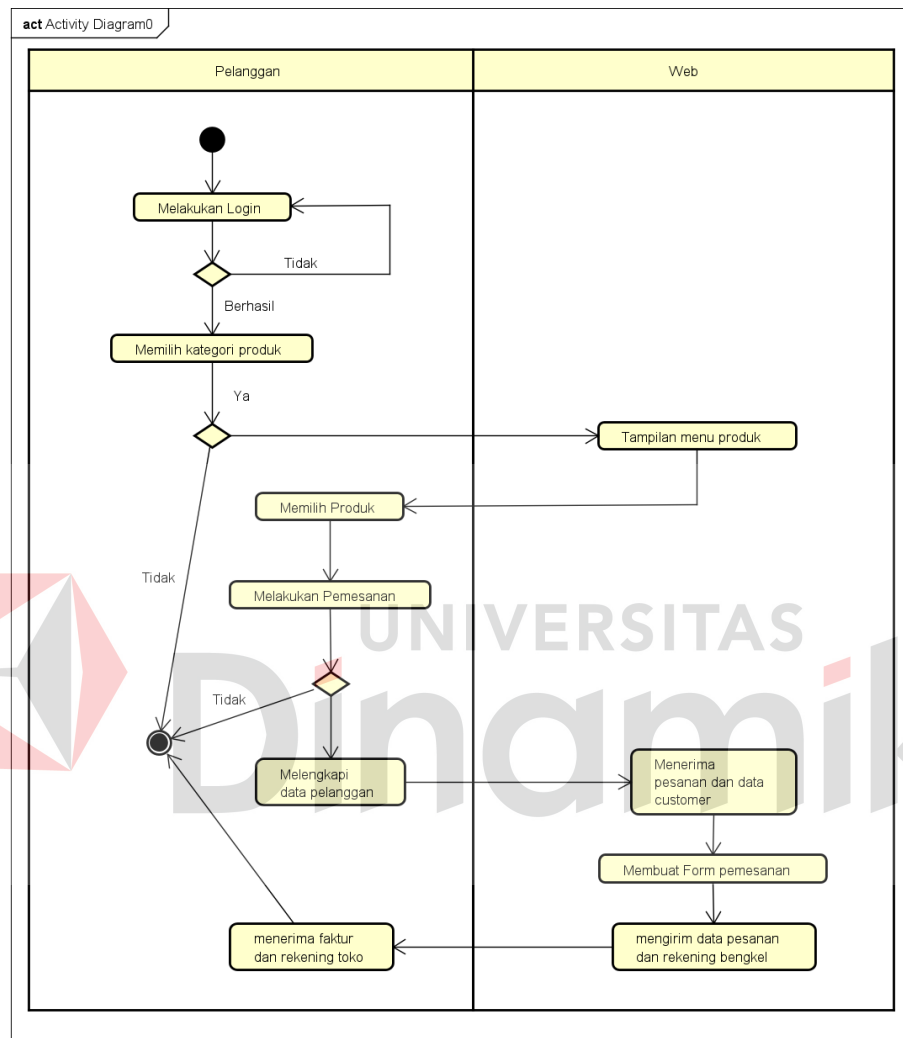 act Activity Diagram0
Pelanggan
Web
Melakukan Login
Tidak
Berhasil
Memilih kategori produk
Ya
Tampilan menu produk
Memilih Produk
Tidak
Melakukan Pemesanan
UNIVERSITAS
Dinamik
Tidak
Melengkapi
data pelanggan
Menerima
pesanan dan data
customer
Membuat Form pemesanan
menerima faktur
dan rekening toko
mengirim data pesanan
dan rekening bengkel